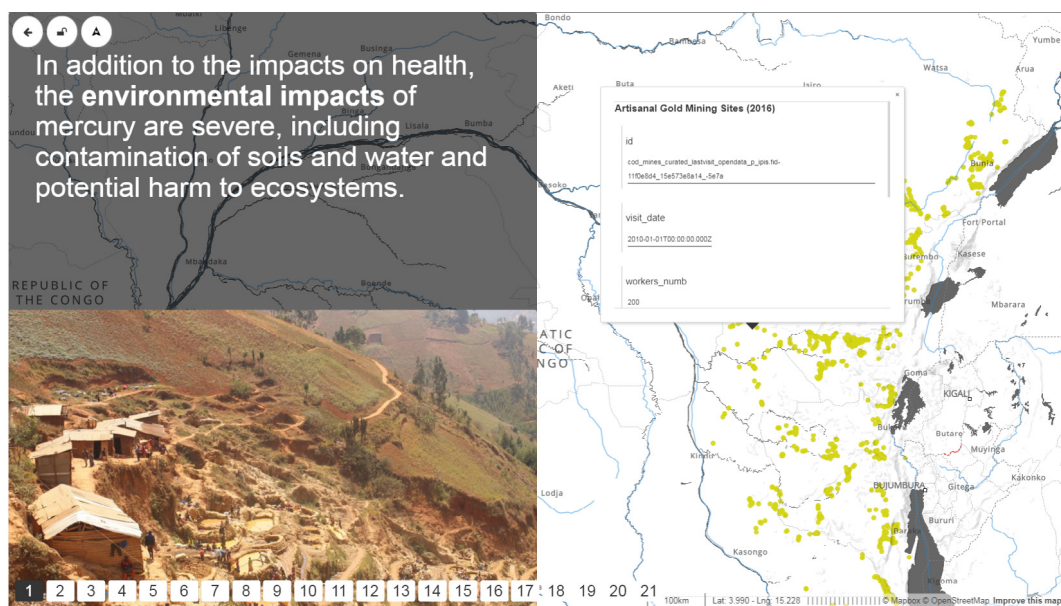 In addition to the impacts on health,
the environmental impacts of
mercury are severe, including
contamination of soils and water and
potential harm to ecosystems.
Libenge
Gemena
Businga
Binga
Lisala
Bumba
Mbandaka
Boende
REPUBLIC OF
THE CONGO
1 2 3 4 5 6 7 8 9 10 11 12 13 14 15 16 17 18 19 20 21
Bondo
Bambesa
Yumbe
Watsa
Arua
Aketi
Buta
Isiro
Artisanal Gold Mining Sites (2016)
id
cod_mines_curated_lastvisit_opendata_p_ipis.fid-
11f0e8d4_15e573e8a14_-5e7a
visit_date
2010-01-01T00:00:00.000Z
workers_numb
200
Bunia
Fort Portal
Kasese
Mbarara
Goma
KIGALI
Butare
Muyinga
BUJUMBURA
Gitega
Kakonko
Bururi
Baraka
Kigoma
Kindu
Lodja
Kasongo
100km
Lat: 3.990 - Lng: 15.228
© Mapbox © OpenStreetMap Improve this map